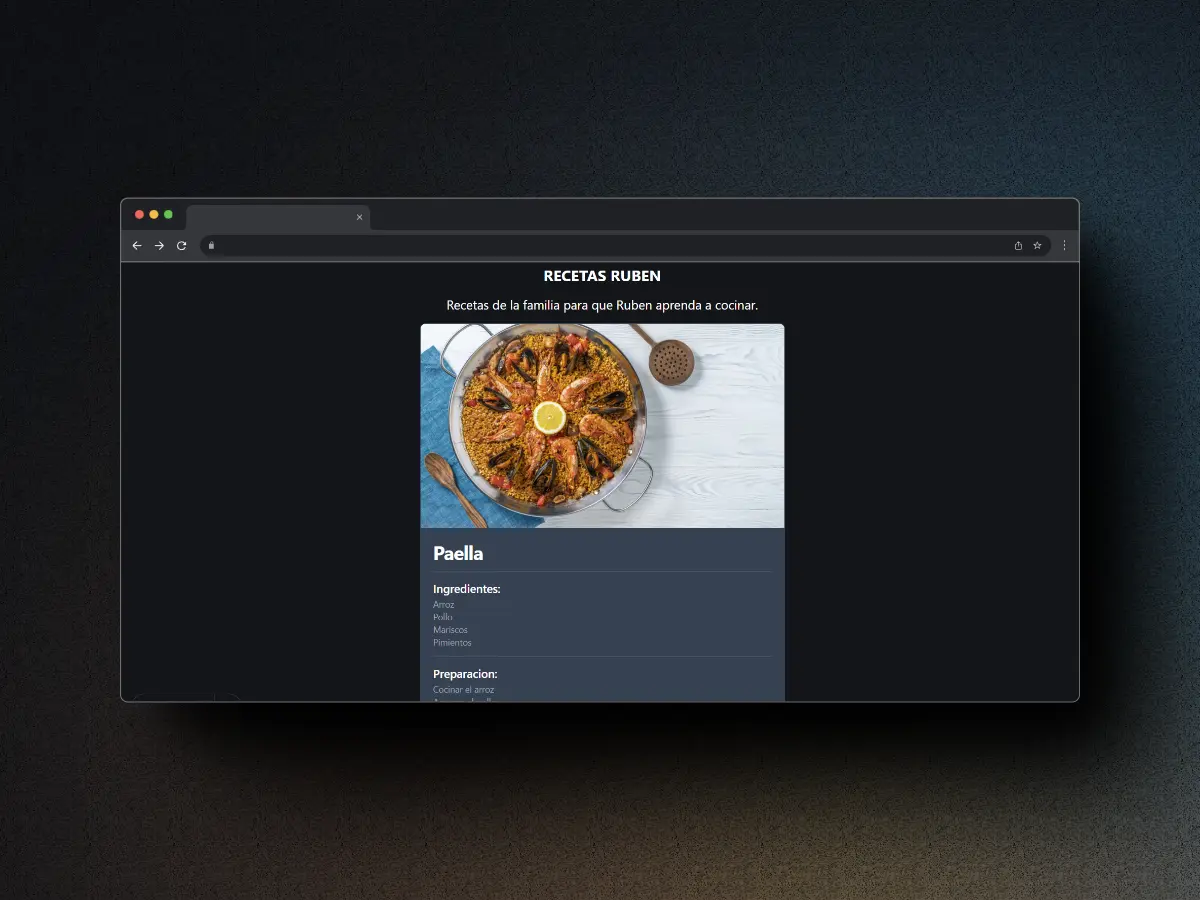 RECETAS RUBEN
Recetas de la familia para que Ruben aprenda a cocinar.
Paella
Ingredientes:
Arroz
Pollo
Mariscos
Pimientos
Preparacion:
Cocinar el arroz